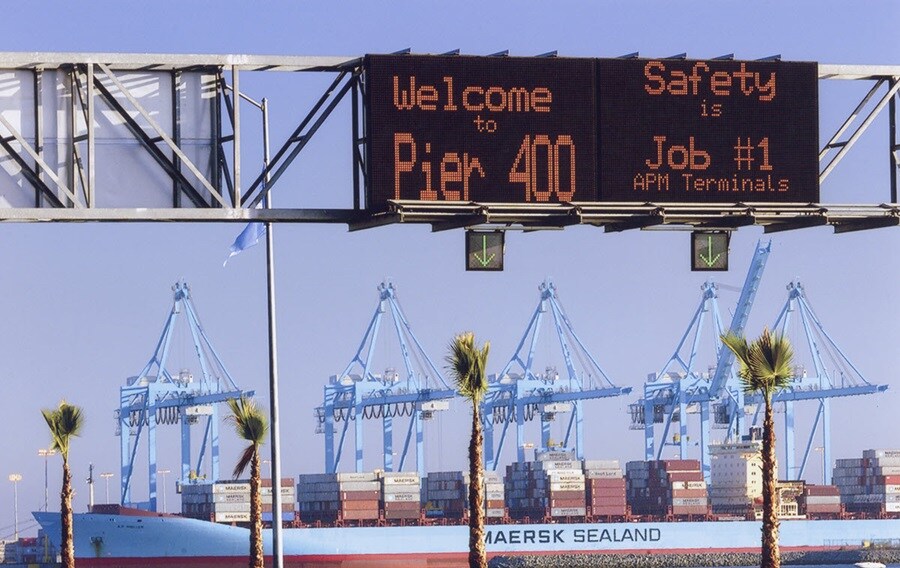 Welcome
to
Pier 400
Safety
is
Job #1
APM Terminals
MAERSK SEALAND